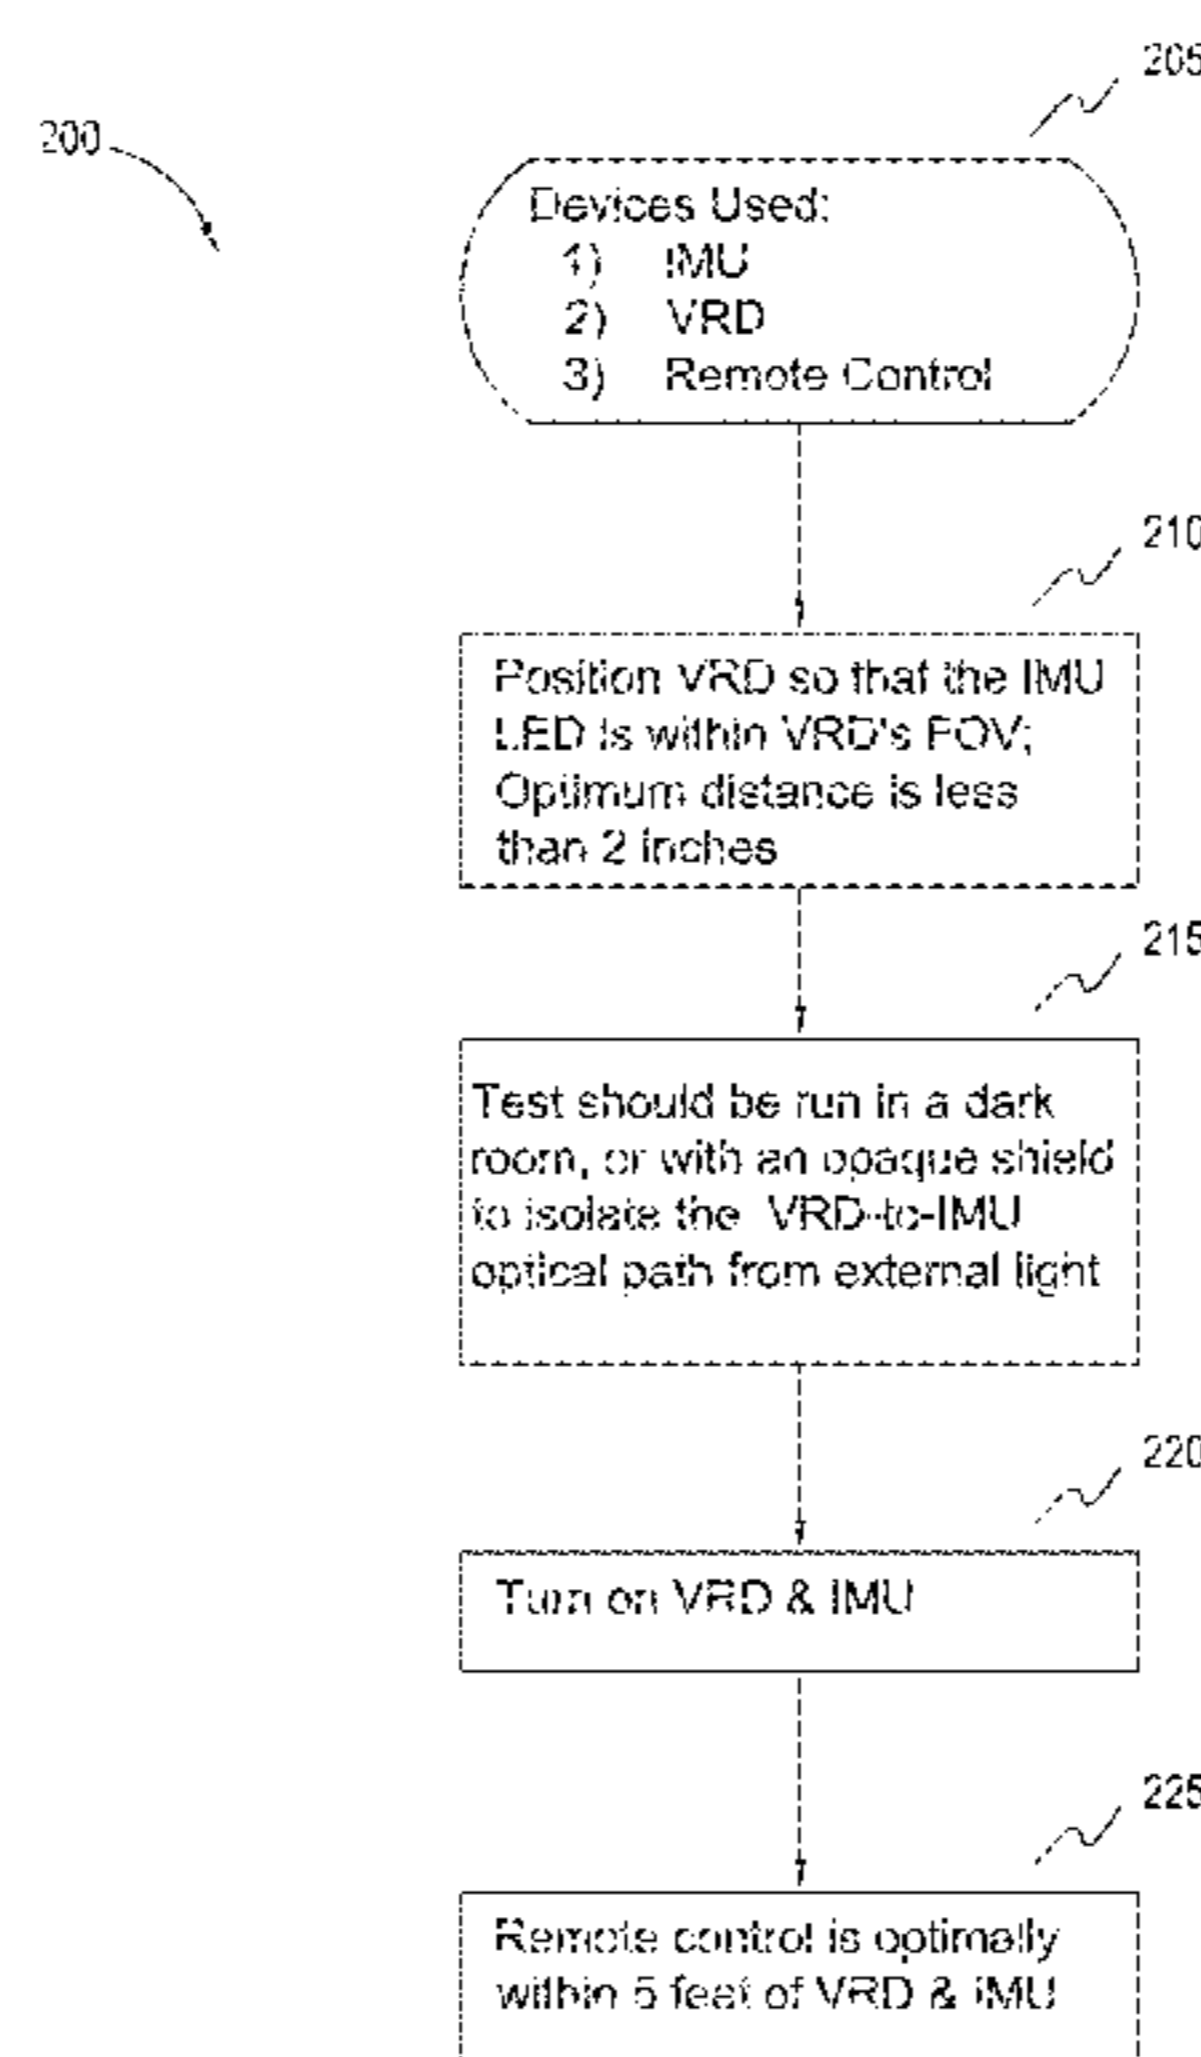 200
205
Devices Used:
1) IMU
2) VRD
3) Remote Control
210
Position VRD so that the IMU
LED is within VRD's FOV;
Optimum distance is less
than 2 inches
215
Test should be run in a dark
room, or with an opaque shield
to isolate the VRD-to-IMU
optical path from external light
220
Turn on VRD & IMU
225
Remote control is optimally
within 5 feet of VRD & IMU